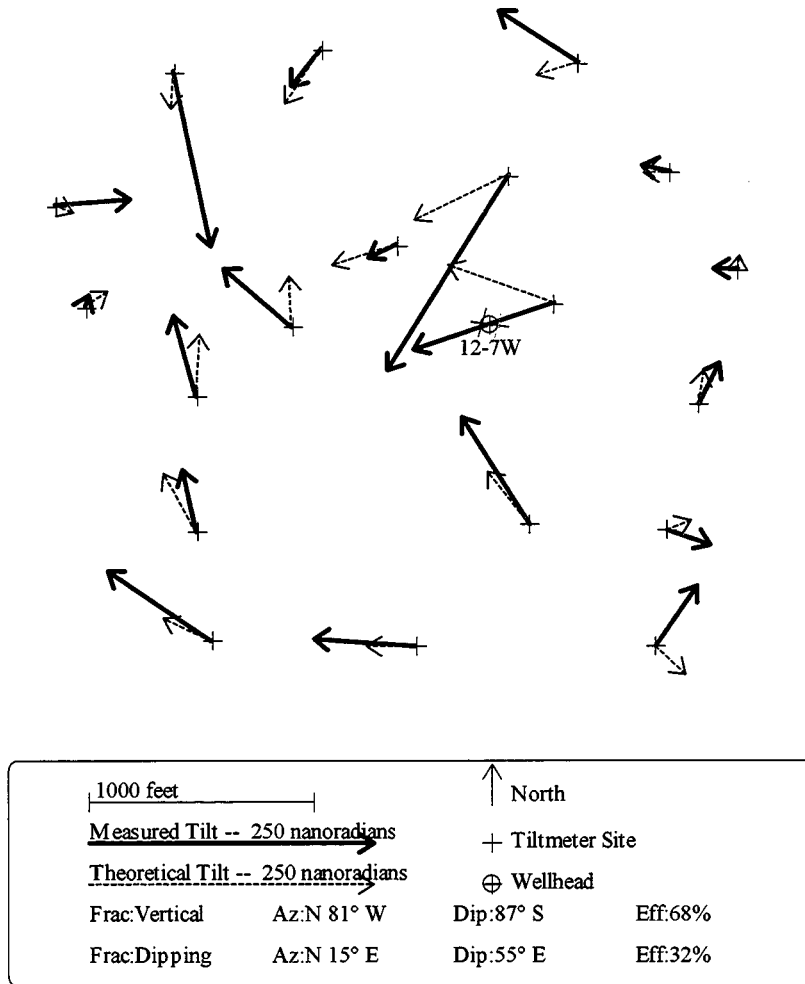 12-7W
1000 feet
North
Measured Tilt -- 250 nanoradians
Tiltmeter Site
Theoretical Tilt -- 250 nanoradians
Wellhead
Frac:Vertical Az:N 81° W Dip:87° S Eff:68%
Frac:Dipping Az:N 15° E Dip:55° E Eff:32%